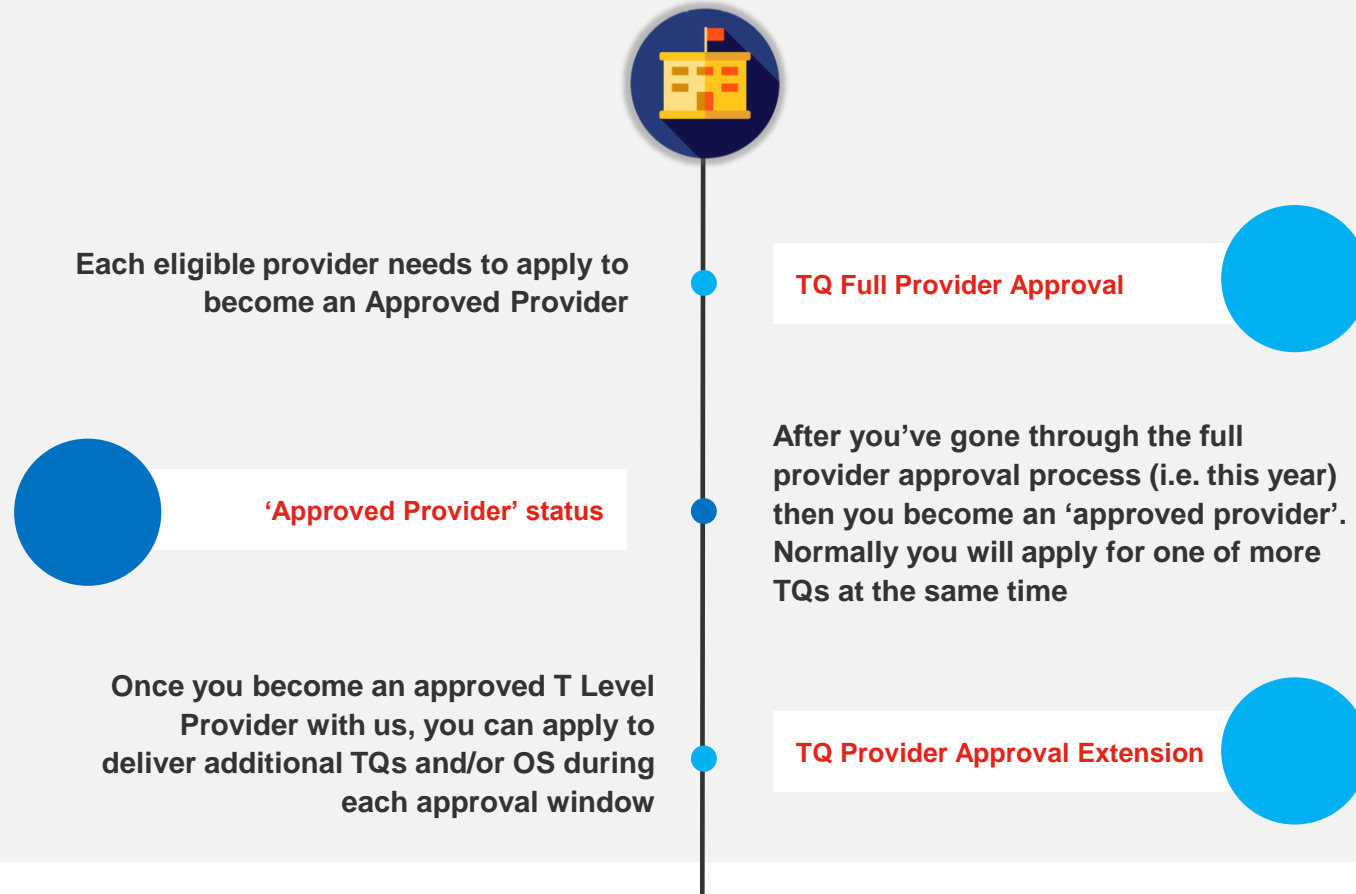 Each eligible provider needs to apply to
become an Approved Provider
TQ Full Provider Approval
‘Approved Provider’ status
After you’ve gone through the full
provider approval process (i.e. this year)
then you become an ‘approved provider’.
Normally you will apply for one of more
TQs at the same time
Once you become an approved T Level
Provider with us, you can apply to
deliver additional TQs and/or OS during
each approval window
TQ Provider Approval Extension